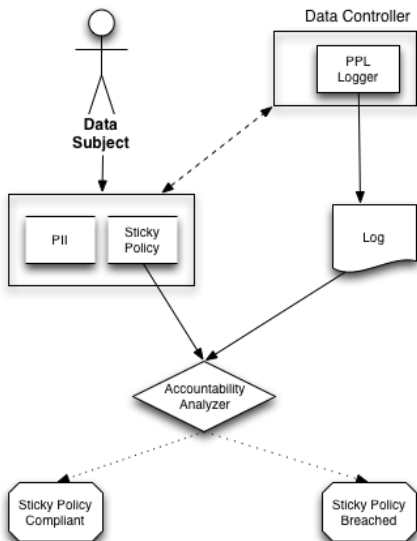 Data Controller
PPL
Logger
Data
Subject
PII
Sticky
Policy
Log
Accountability
Analyzer
Sticky Policy
Compliant
Sticky Policy
Breached